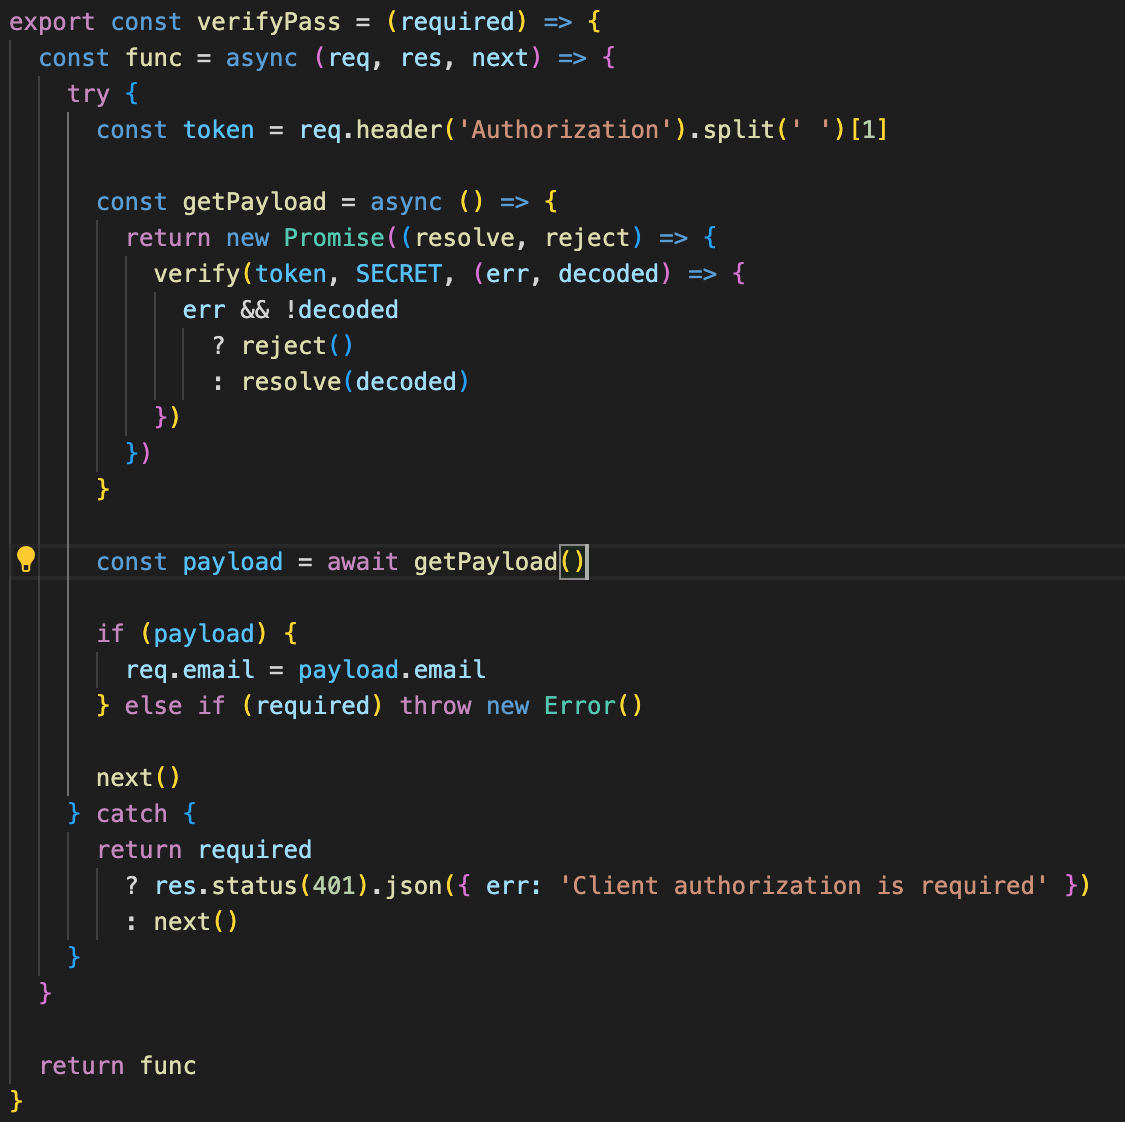 export const verifyPass = (required) => {
  const func = async (req, res, next) => {
    try {
      const token = req.header('Authorization').split(' ')[1]

      const getPayload = async () => {
        return new Promise((resolve, reject) => {
          verify(token, SECRET, (err, decoded) => {
            err && !decoded
              ? reject()
              : resolve(decoded)
          })
        })
      }

      const payload = await getPayload()

      if (payload) {
        req.email = payload.email
      } else if (required) throw new Error()

      next()
    } catch {
      return required
        ? res.status(401).json({ err: 'Client authorization is required' })
        : next()
    }
  }

  return func
}